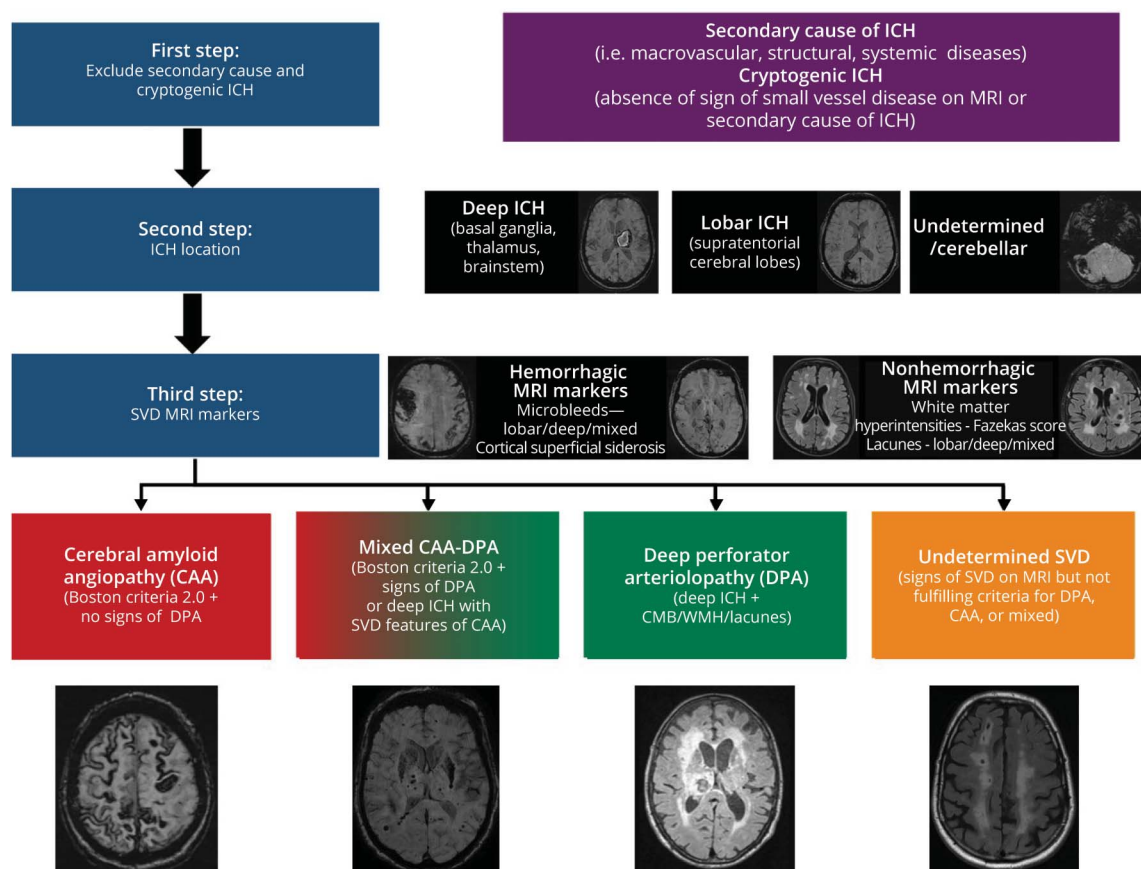 First step:
Exclude secondary cause and
cryptogenic ICH
Secondary cause of ICH
(i.e. macrovascular, structural, systemic diseases)
Cryptogenic ICH
(absence of sign of small vessel disease on MRI or
secondary cause of ICH)
Second step:
ICH location
Deep ICH
(basal ganglia,
thalamus,
brainstem)
Lobar ICH
(supratentorial
cerebral lobes)
Undetermined
/cerebellar
Third step:
SVD MRI markers
Hemorrhagic
MRI markers
Microbleeds—
lobar/deep/mixed
Cortical superficial siderosis
Nonhemorrhagic
MRI markers
White matter
hyperintensities - Fazekas score
Lacunes - lobar/deep/mixed
Cerebral amyloid
angiopathy (CAA)
(Boston criteria 2.0 +
no signs of DPA
Mixed CAA-DPA
(Boston criteria 2.0 +
signs of DPA
or deep ICH with
SVD features of CAA)
Deep perforator
arteriolopathy (DPA)
(deep ICH +
CMB/WMH/lacunes)
Undetermined SVD
(signs of SVD on MRI but not
fulfilling criteria for DPA,
CAA, or mixed)